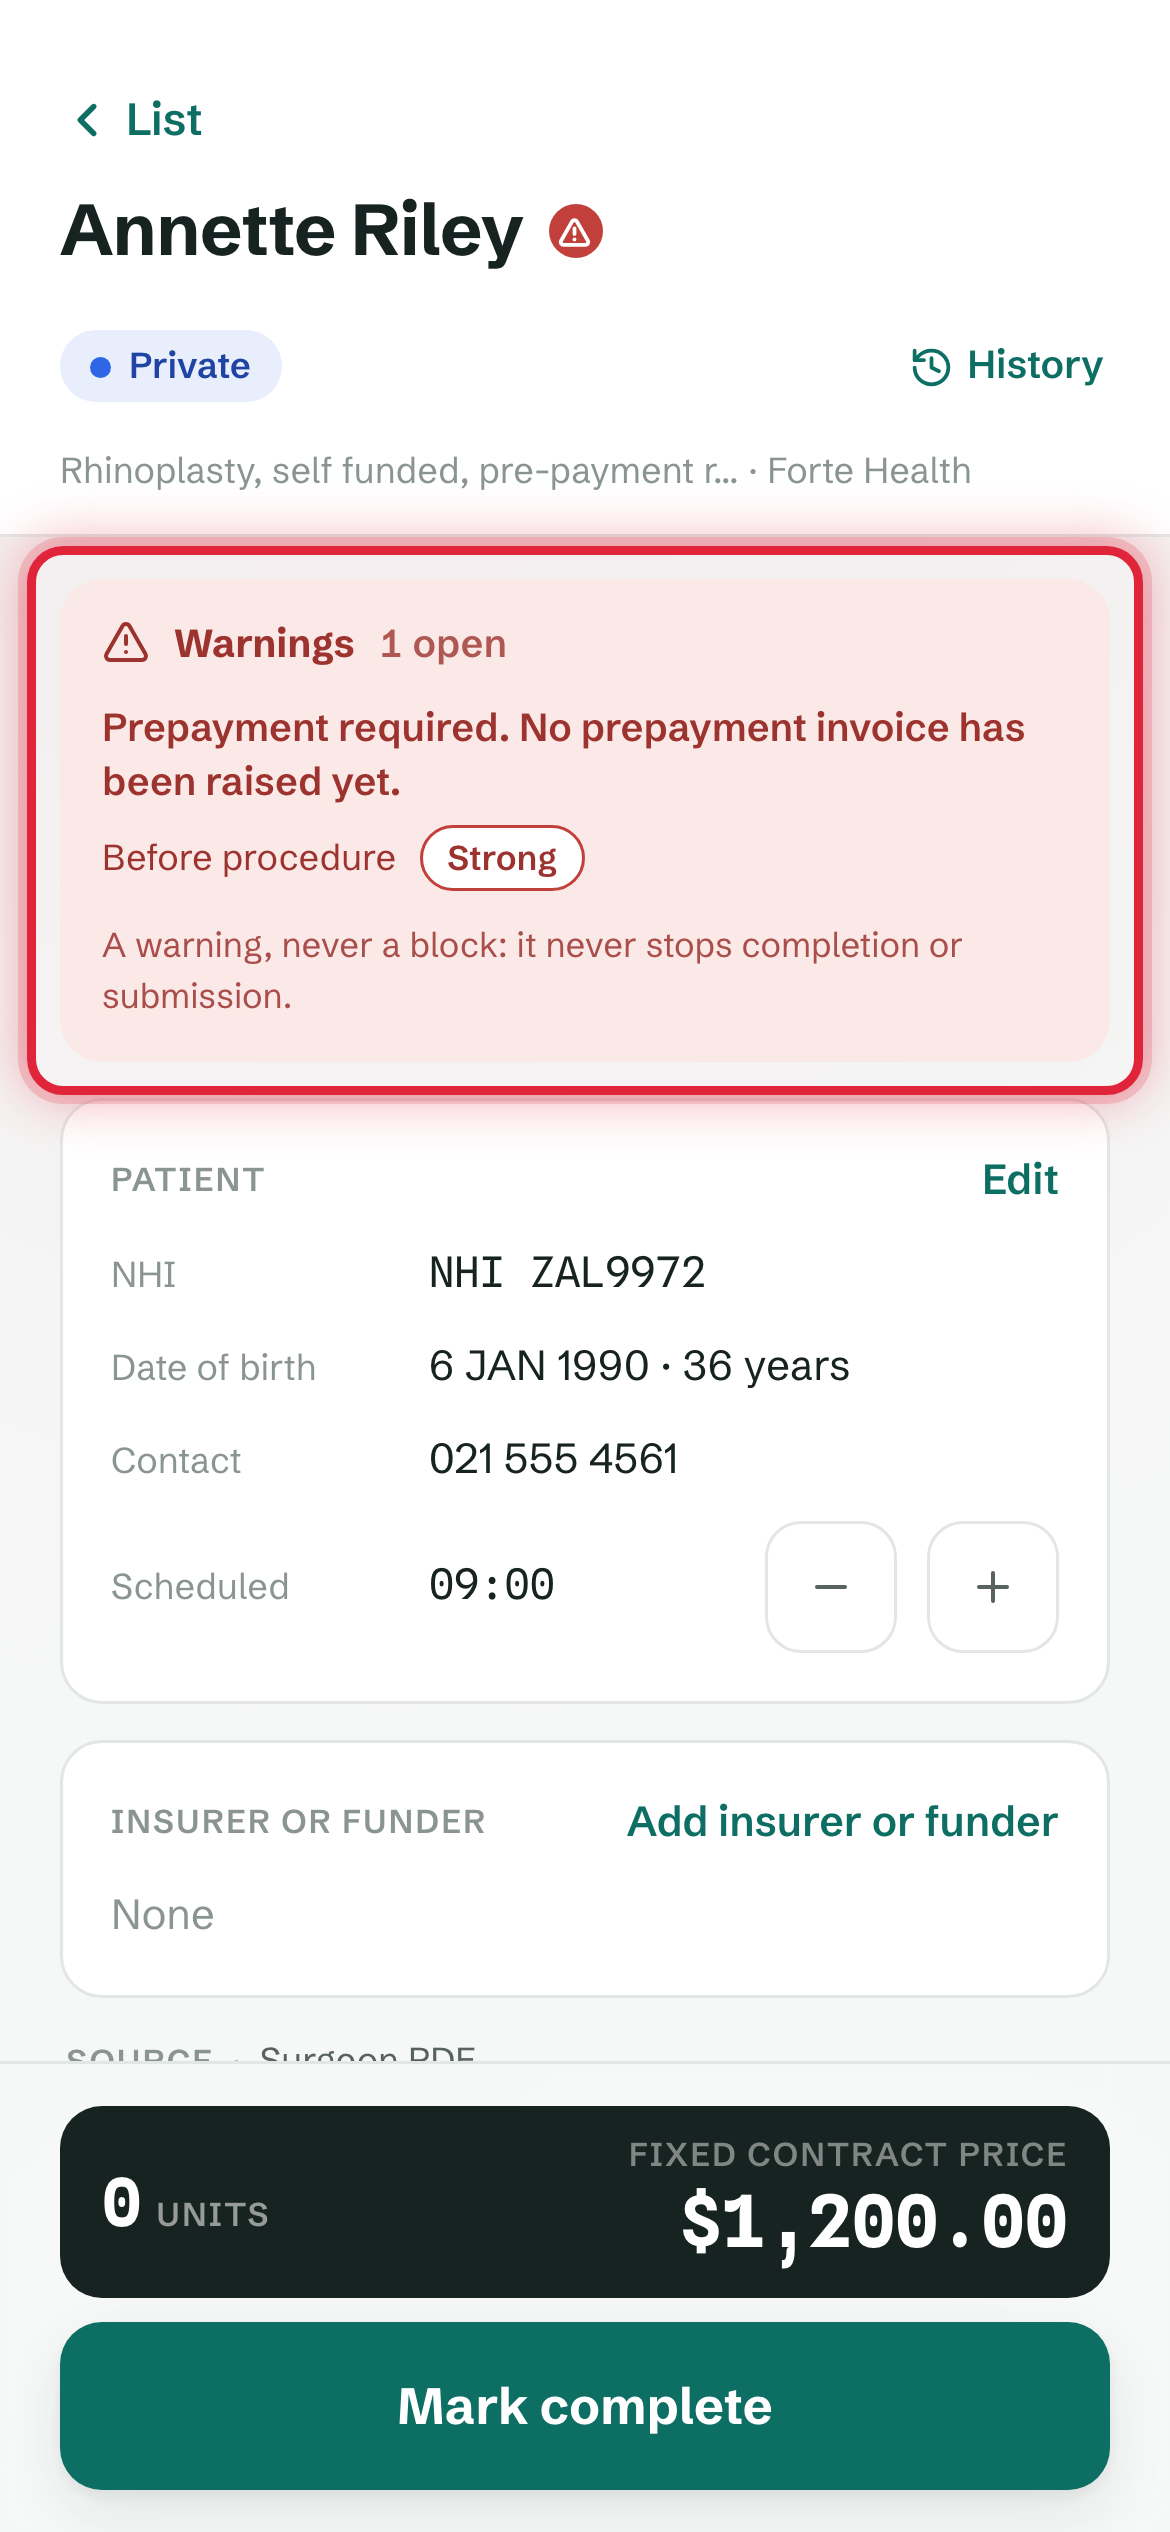 List
Annette Riley
Private
History
Rhinoplasty, self funded, pre-payment r... · Forte Health
Warnings 1 open
Prepayment required. No prepayment invoice has
been raised yet.
Before procedure Strong
A warning, never a block: it never stops completion or
submission.
PATIENT Edit
NHI NHI ZAL9972
Date of birth 6 JAN 1990 · 36 years
Contact 021 555 4561
Scheduled 09:00
INSURER OR FUNDER Add insurer or funder
None
SOURCE · Surgeon PDF
FIXED CONTRACT PRICE
0 UNITS $1,200.00
Mark complete